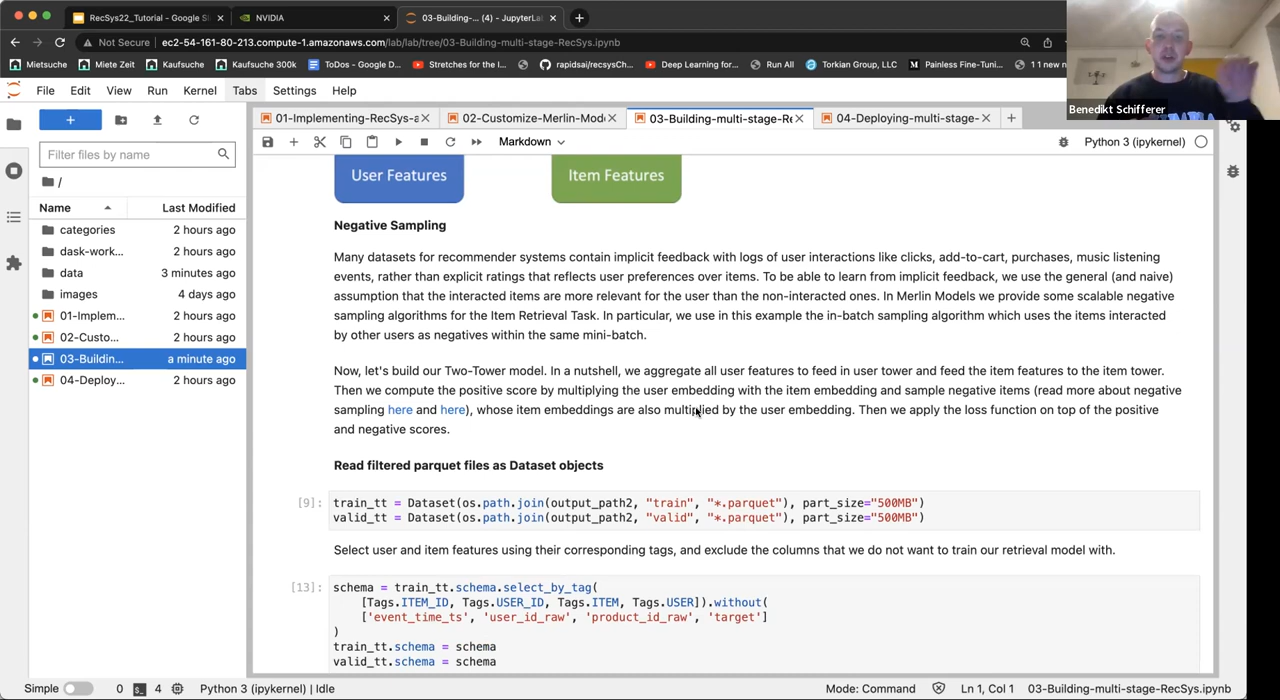 RecSys22_Tutorial - Google Sl
NVIDIA
03-Building-... (4) - JupyterLa
Not Secure
ec2-54-161-80-213.compute-1.amazonaws.com/lab/lab/tree/03-Building-multi-stage-RecSys.ipynb
Mietsuche
Miete Zeit
Kaufsuche
Kaufsuche 300k
ToDos - Google D...
Stretches for the l...
rapidsai/recsysCh...
Deep Learning for...
Run All
Torkian Group, LLC
Painless Fine-Tuni...
1 1 new n
Benedikt Schifferer
File Edit View Run Kernel Tabs Settings Help
01-Implementing-RecSys-a
02-Customize-Merlin-Mode
03-Building-multi-stage-Re
04-Deploying-multi-stage-
Markdown
Python 3 (ipykernel)
Filter files by name
/
Name Last Modified
categories 2 hours ago
dask-work... 2 hours ago
data 3 minutes ago
images 4 days ago
01-Implem... 2 hours ago
02-Custo... 2 hours ago
03-Buildin... a minute ago
04-Deploy... 2 hours ago
User Features
Item Features
Negative Sampling
Many datasets for recommender systems contain implicit feedback with logs of user interactions like clicks, add-to-cart, purchases, music listening
events, rather than explicit ratings that reflects user preferences over items. To be able to learn from implicit feedback, we use the general (and naive)
assumption that the interacted items are more relevant for the user than the non-interacted ones. In Merlin Models we provide some scalable negative
sampling algorithms for the Item Retrieval Task. In particular, we use in this example the in-batch sampling algorithm which uses the items interacted
by other users as negatives within the same mini-batch.
Now, let's build our Two-Tower model. In a nutshell, we aggregate all user features to feed in user tower and feed the item features to the item tower.
Then we compute the positive score by multiplying the user embedding with the item embedding and sample negative items (read more about negative
sampling here and here), whose item embeddings are also multiplied by the user embedding. Then we apply the loss function on top of the positive
and negative scores.
Read filtered parquet files as Dataset objects
[9]: train_tt = Dataset(os.path.join(output_path2, "train", "*.parquet"), part_size="500MB")
valid_tt = Dataset(os.path.join(output_path2, "valid", "*.parquet"), part_size="500MB")
Select user and item features using their corresponding tags, and exclude the columns that we do not want to train our retrieval model with.
[13]: schema = train_tt.schema.select_by_tag(
[Tags.ITEM_ID, Tags.USER_ID, Tags.ITEM, Tags.USER]).without(
['event_time_ts', 'user_id_raw', 'product_id_raw', 'target']
)
train_tt.schema = schema
valid_tt.schema = schema
Simple 0 4 Python 3 (ipykernel) | Idle
Mode: Command
Ln 1, Col 1
03-Building-multi-stage-RecSys.ipynb